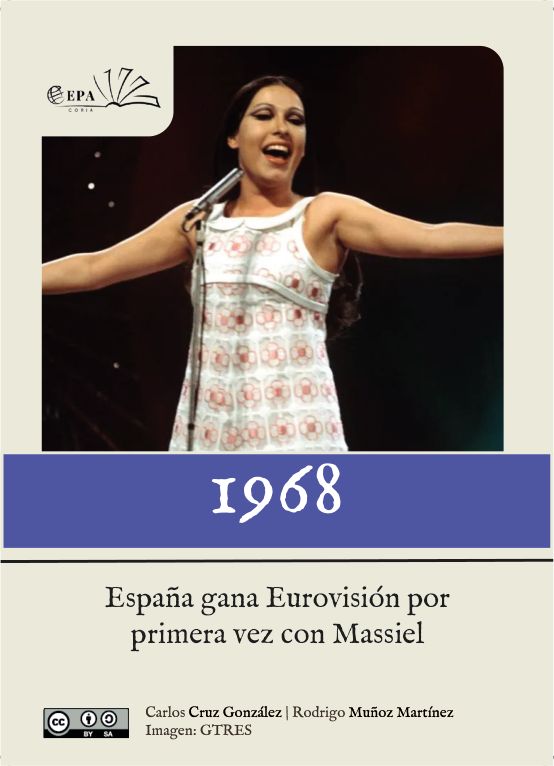 EPA
CORIA
1968
España gana Eurovisión por
primera vez con Massiel
Carlos Cruz González | Rodrigo Muñoz Martínez
Imagen: GTRES
cc
BY SA